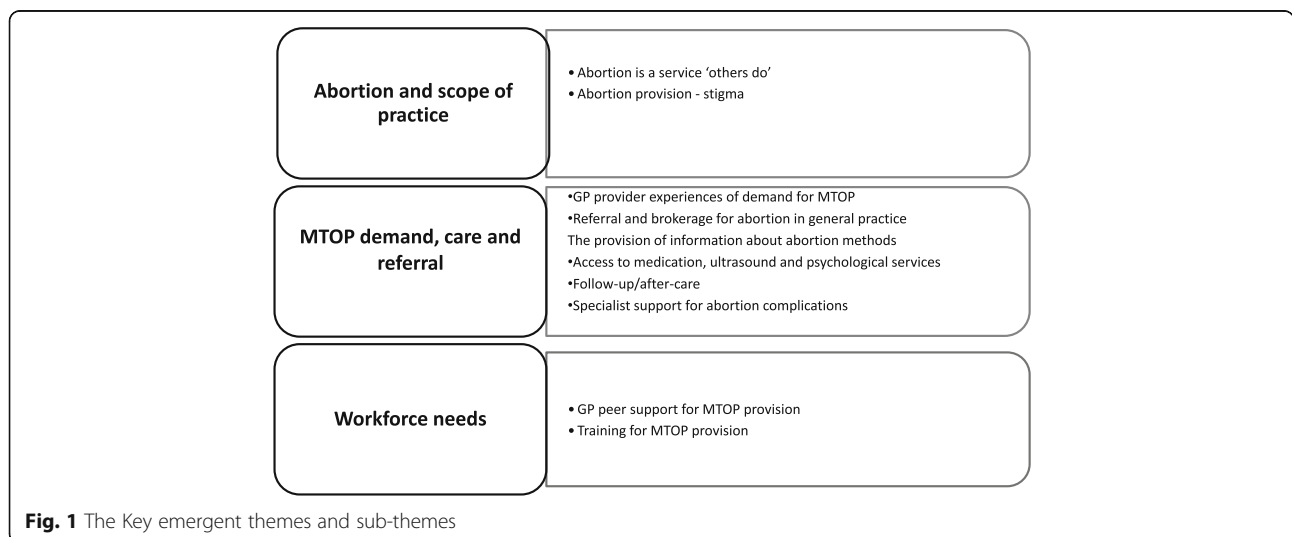 Abortion and scope of
practice
• Abortion is a service ‘others do’
• Abortion provision - stigma
MTOP demand, care and
referral
•GP provider experiences of demand for MTOP
•Referral and brokerage for abortion in general practice
The provision of information about abortion methods
•Access to medication, ultrasound and psychological services
•Follow-up/after-care
•Specialist support for abortion complications
Workforce needs
• GP peer support for MTOP provision
• Training for MTOP provision
Fig. 1 The Key emergent themes and sub-themes